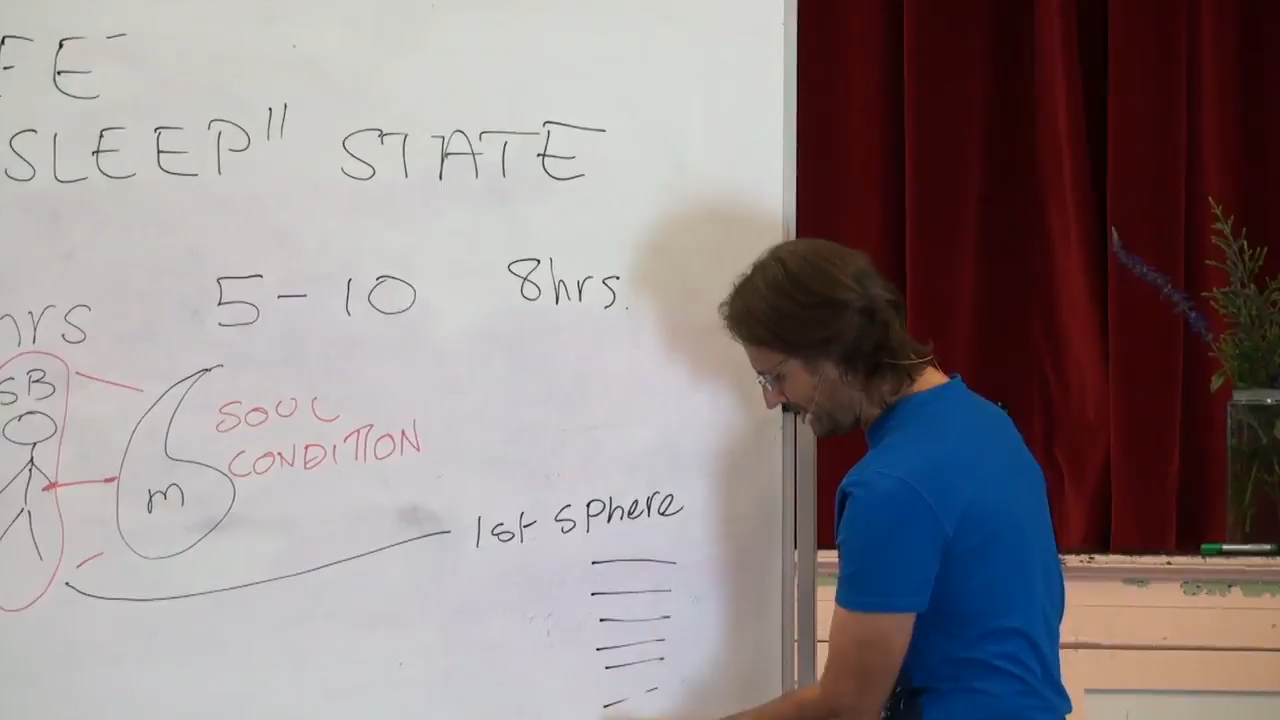 FE
SLEEP" STATE
hrs 5-10 8hrs.
SB
SOUL
CONDITION
m
1st sphere